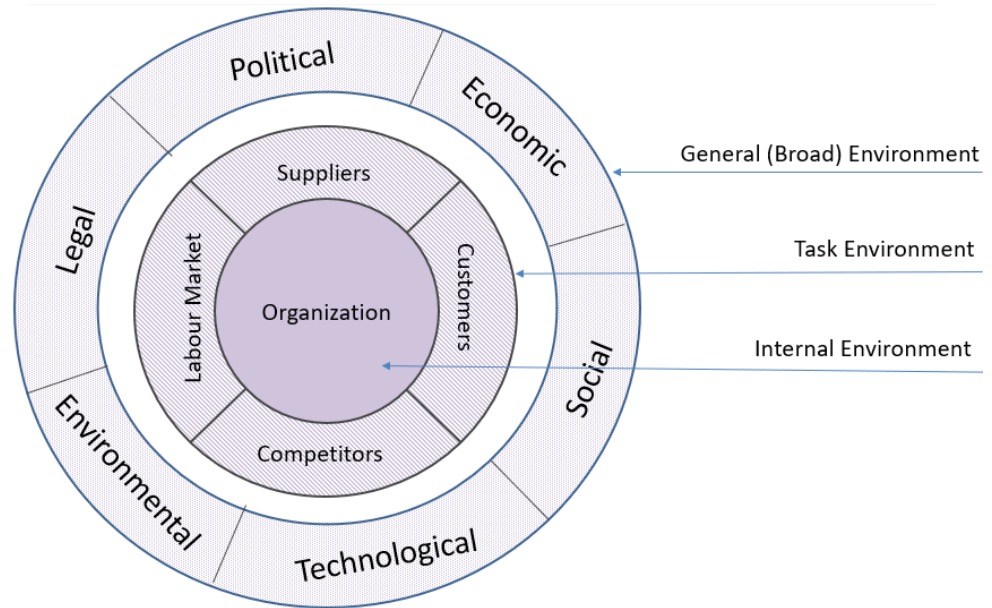 Political
Economic
General (Broad) Environment
Suppliers
Legal
Task Environment
Labour Market
Organization
Customers
Internal Environment
Social
Competitors
Environmental
Technological